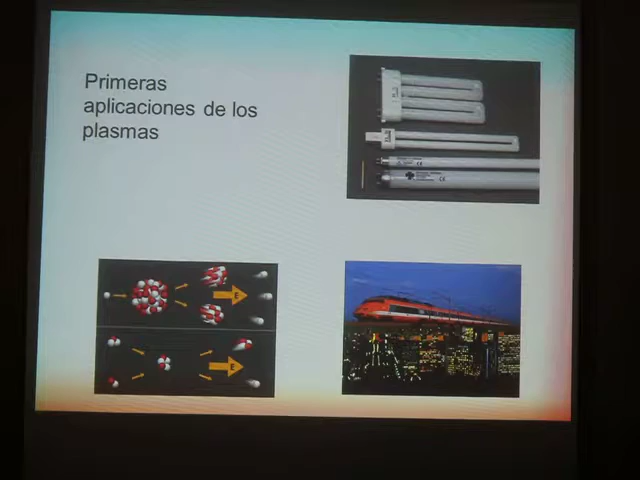 Primeras
aplicaciones de los
plasmas
E
E